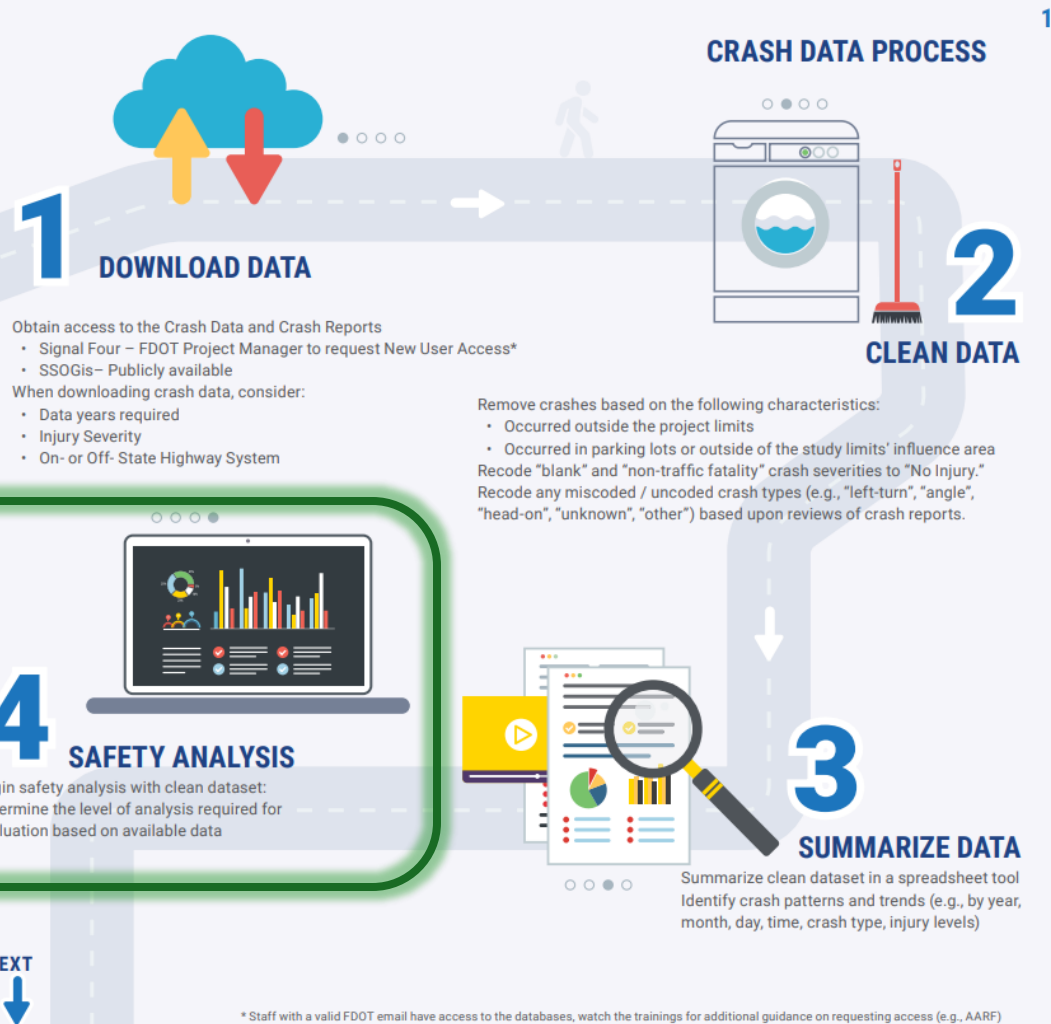 1
CRASH DATA PROCESS
1
DOWNLOAD DATA
Obtain access to the Crash Data and Crash Reports
• Signal Four – FDOT Project Manager to request New User Access*
• SSOGis– Publicly available
When downloading crash data, consider:
• Data years required
• Injury Severity
• On- or Off- State Highway System
2
CLEAN DATA
Remove crashes based on the following characteristics:
• Occurred outside the project limits
• Occurred in parking lots or outside of the study limits’ influence area
Recode “blank” and “non-traffic fatality” crash severities to “No Injury.”
Recode any miscoded / uncoded crash types (e.g., “left-turn”, “angle”,
“head-on”, “unknown”, “other”) based upon reviews of crash reports.
3
SUMMARIZE DATA
Summarize clean dataset in a spreadsheet tool
Identify crash patterns and trends (e.g., by year,
month, day, time, crash type, injury levels)
4
SAFETY ANALYSIS
gin safety analysis with clean dataset:
ermine the level of analysis required for
luation based on available data
EXT
* Staff with a valid FDOT email have access to the databases, watch the trainings for additional guidance on requesting access (e.g., AARF)